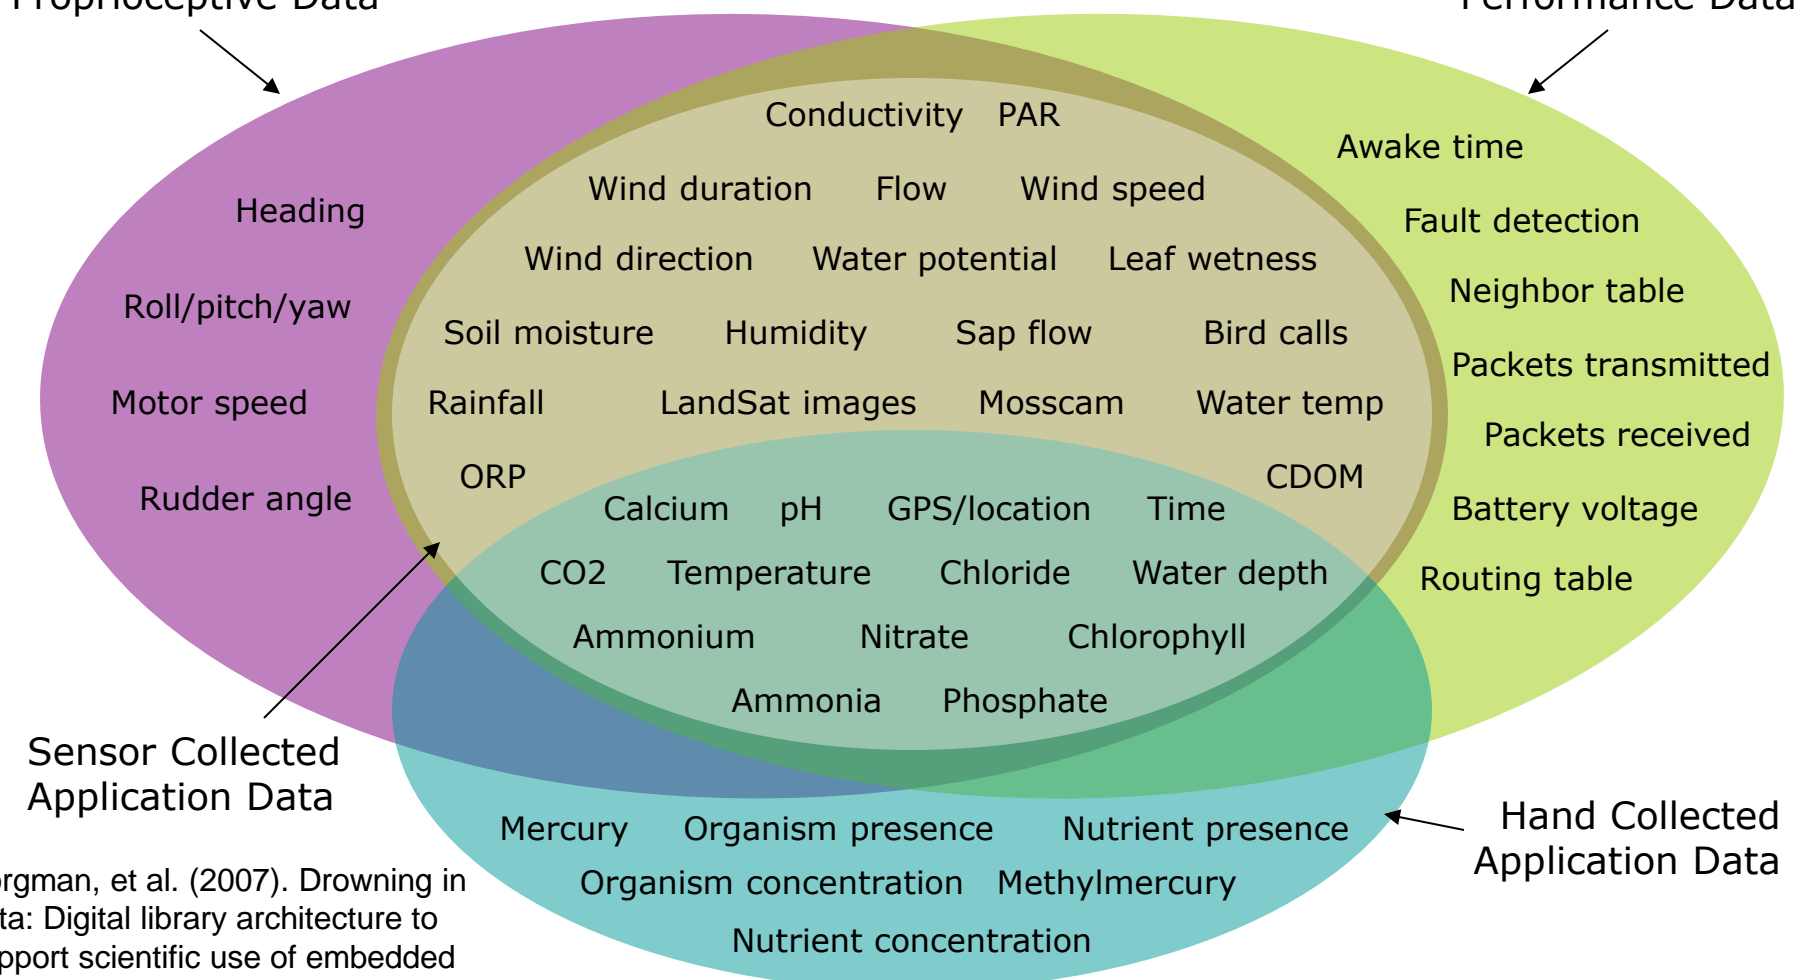 Proprioceptive Data
Performance Data
Conductivity PAR
Awake time
Wind duration Flow Wind speed
Heading
Fault detection
Wind direction Water potential Leaf wetness
Neighbor table
Roll/pitch/yaw
Soil moisture Humidity Sap flow Bird calls
Packets transmitted
Motor speed
Rainfall LandSat images Mosscam Water temp
Packets received
ORP
CDOM
Rudder angle
Calcium pH GPS/location Time
Battery voltage
CO2 Temperature Chloride Water depth
Routing table
Ammonium Nitrate Chlorophyll
Ammonia Phosphate
Sensor Collected
Application Data
Hand Collected
Application Data
Mercury Organism presence Nutrient presence
Organism concentration Methylmercury
Nutrient concentration
orgman, et al. (2007). Drowning in
ta: Digital library architecture to
pport scientific use of embedded